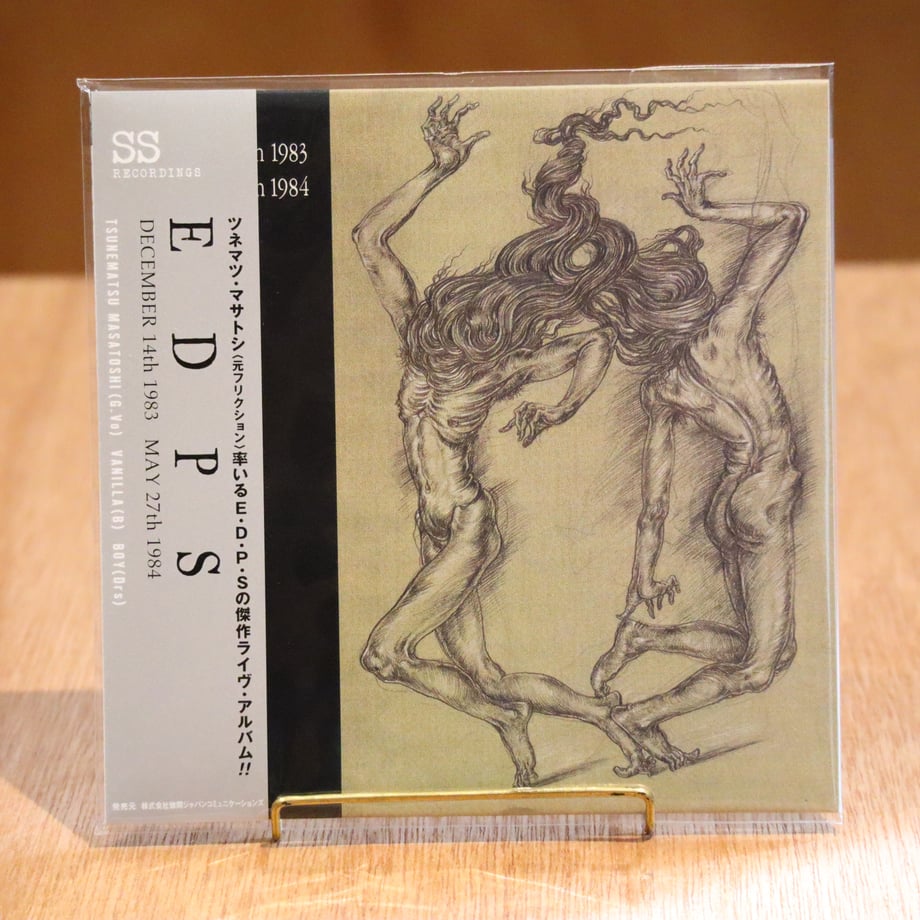 SS
RECORDINGS
h 1983
h 1984
ツネマツ・マサトシ〈元フリクション〉率いるE・D・P・Sの傑作ライヴ・アルバム!!
EDPS
DECEMBER 14th 1983 MAY 27th 1984
TSUNEMATSU MASATOSHI(G.Vo) VANILLA(B) BOY(Drs)
発売元 株式会社徳間ジャパンコミュニケーションズ